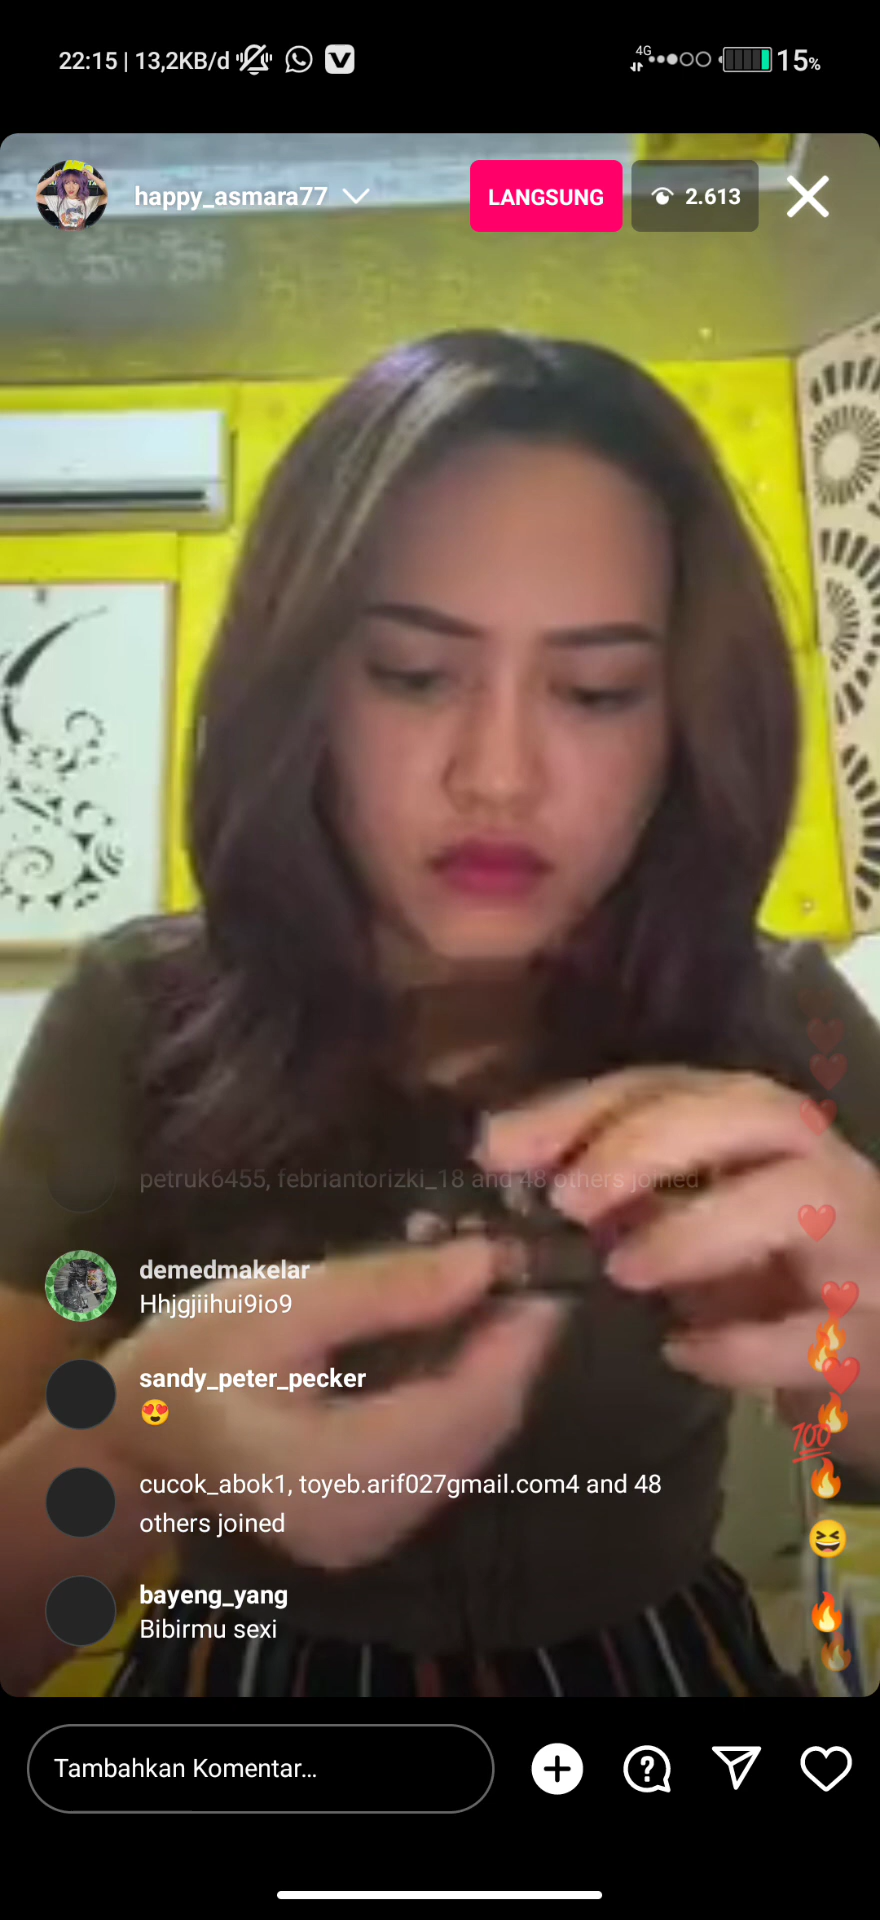 22:15 | 13,2KB/d
4G
15%
happy_asmara77
LANGSUNG
2.613
petruk6455, febriantorizki_18 and 48 others joined
demedmakelar
Hhjgjiihui9io9
sandy_peter_pecker
😍
cucok_abok1, toyeb.arif027gmail.com4 and 48
others joined
bayeng_yang
Bibirmu sexi
💯
Tambahkan Komentar...